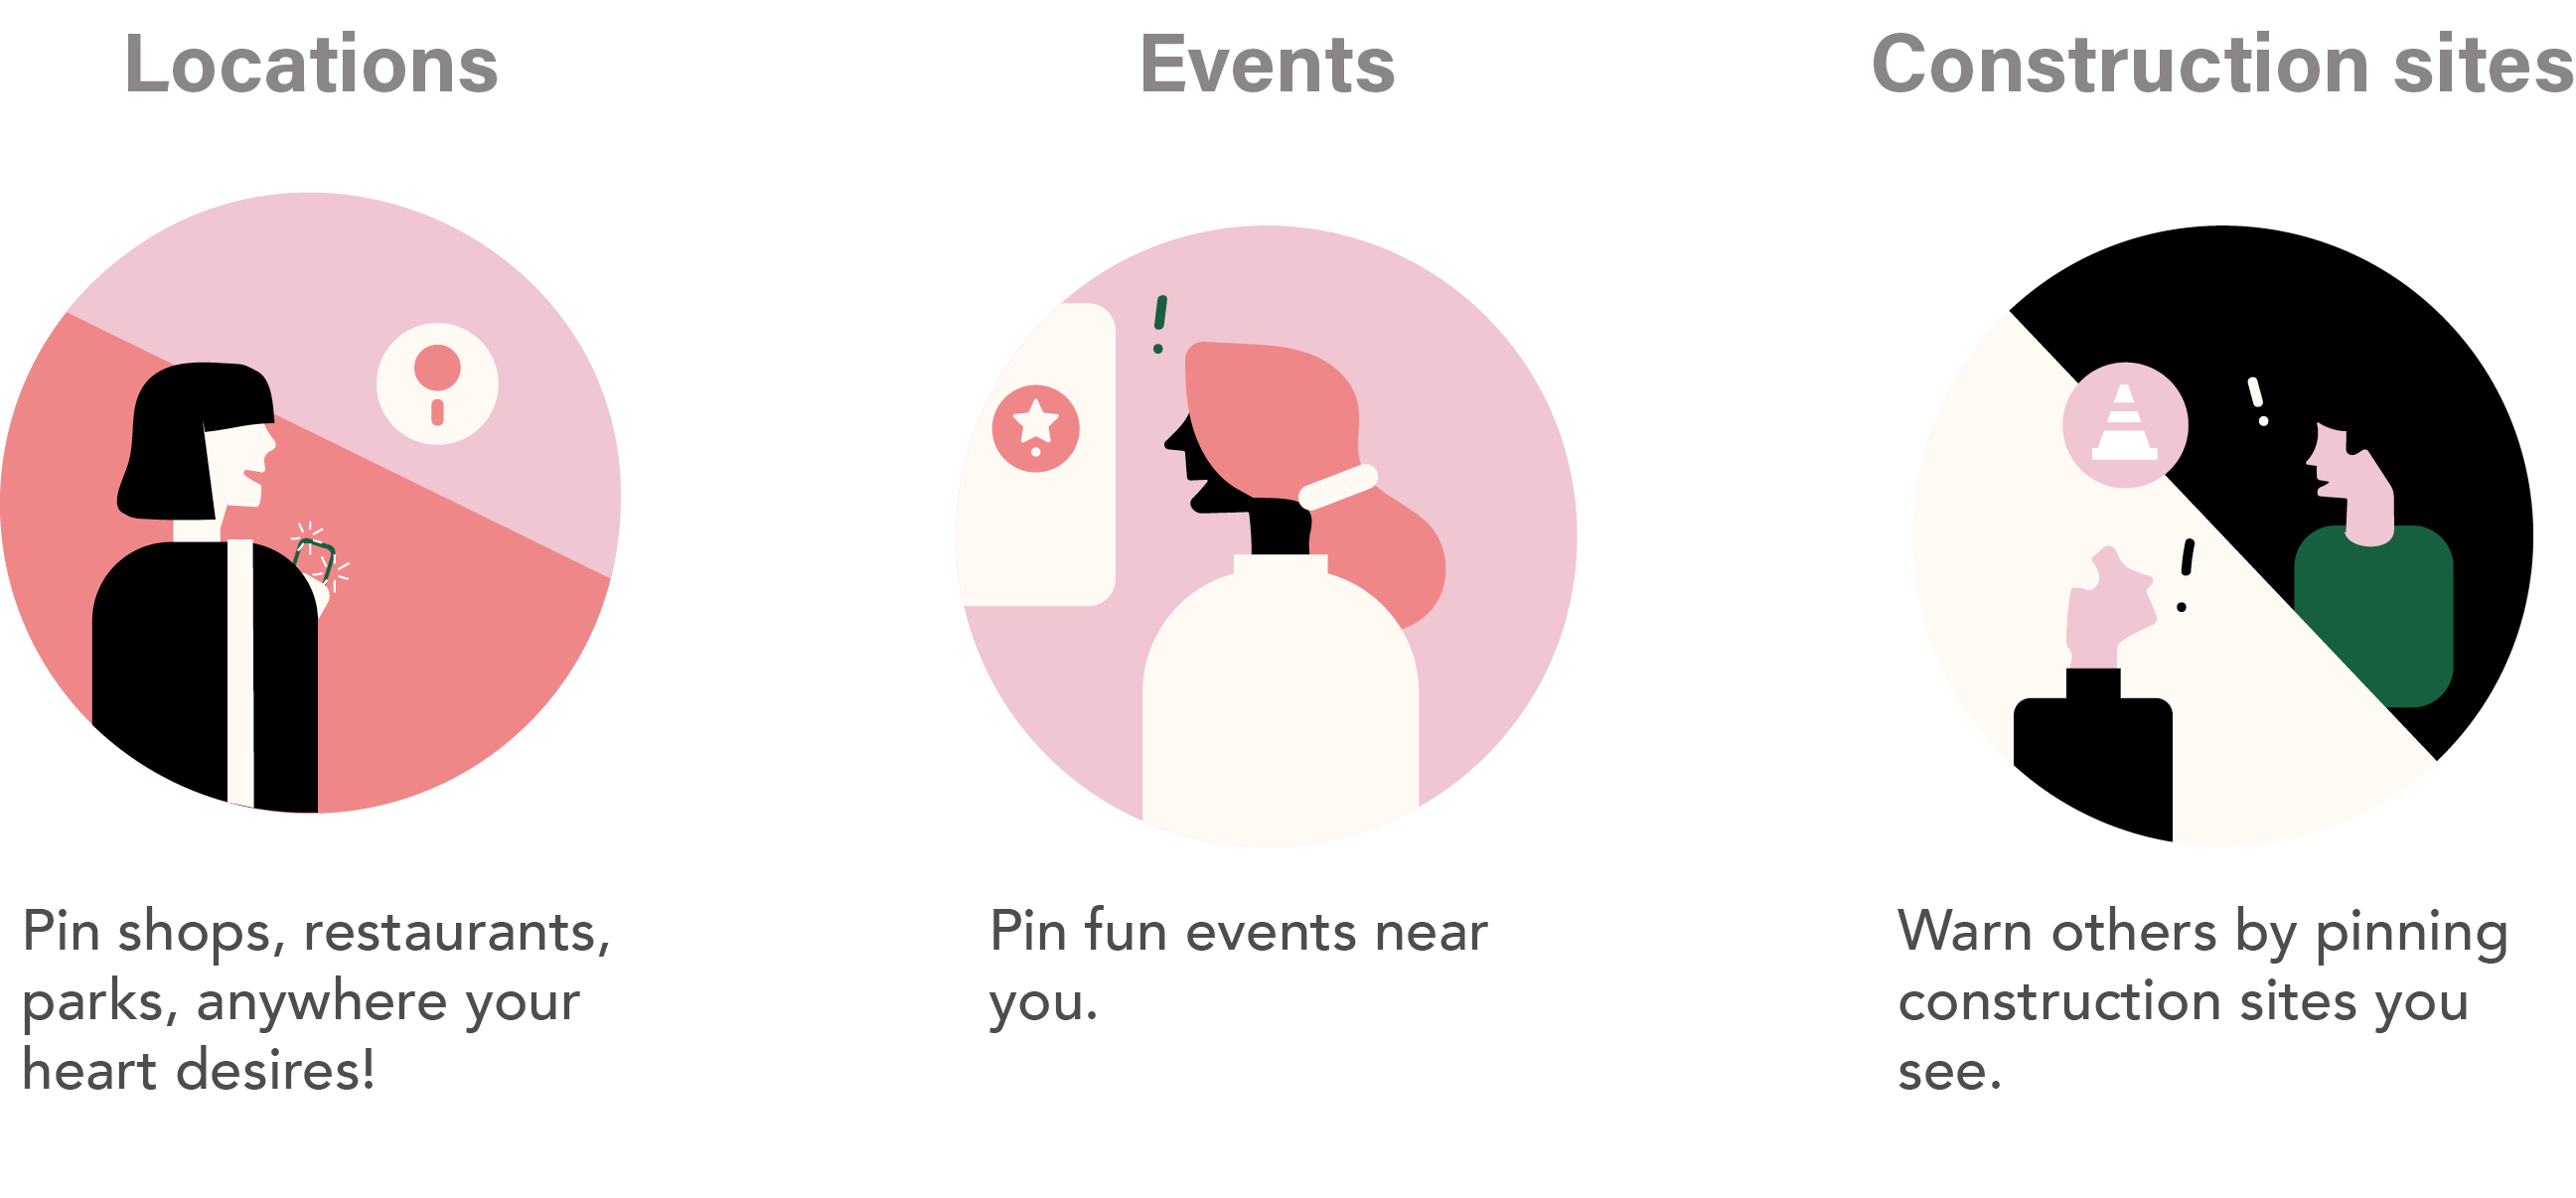 Locations
Pin shops, restaurants,
parks, anywhere your
heart desires!
Events
Pin fun events near
you.
Construction sites
Warn others by pinning
construction sites you
see.